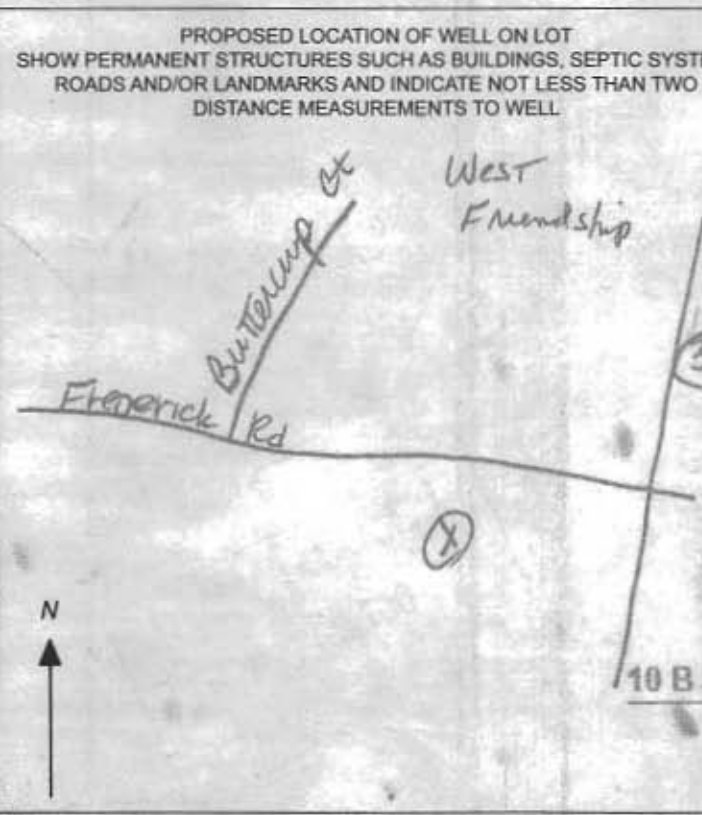 PROPOSED LOCATION OF WELL ON LOT
SHOW PERMANENT STRUCTURES SUCH AS BUILDINGS, SEPTIC SYSTE
ROADS AND/OR LANDMARKS AND INDICATE NOT LESS THAN TWO
DISTANCE MEASUREMENTS TO WELL
West
Friendship
Buttercup Ct
Frederick Rd
X
N
10 B